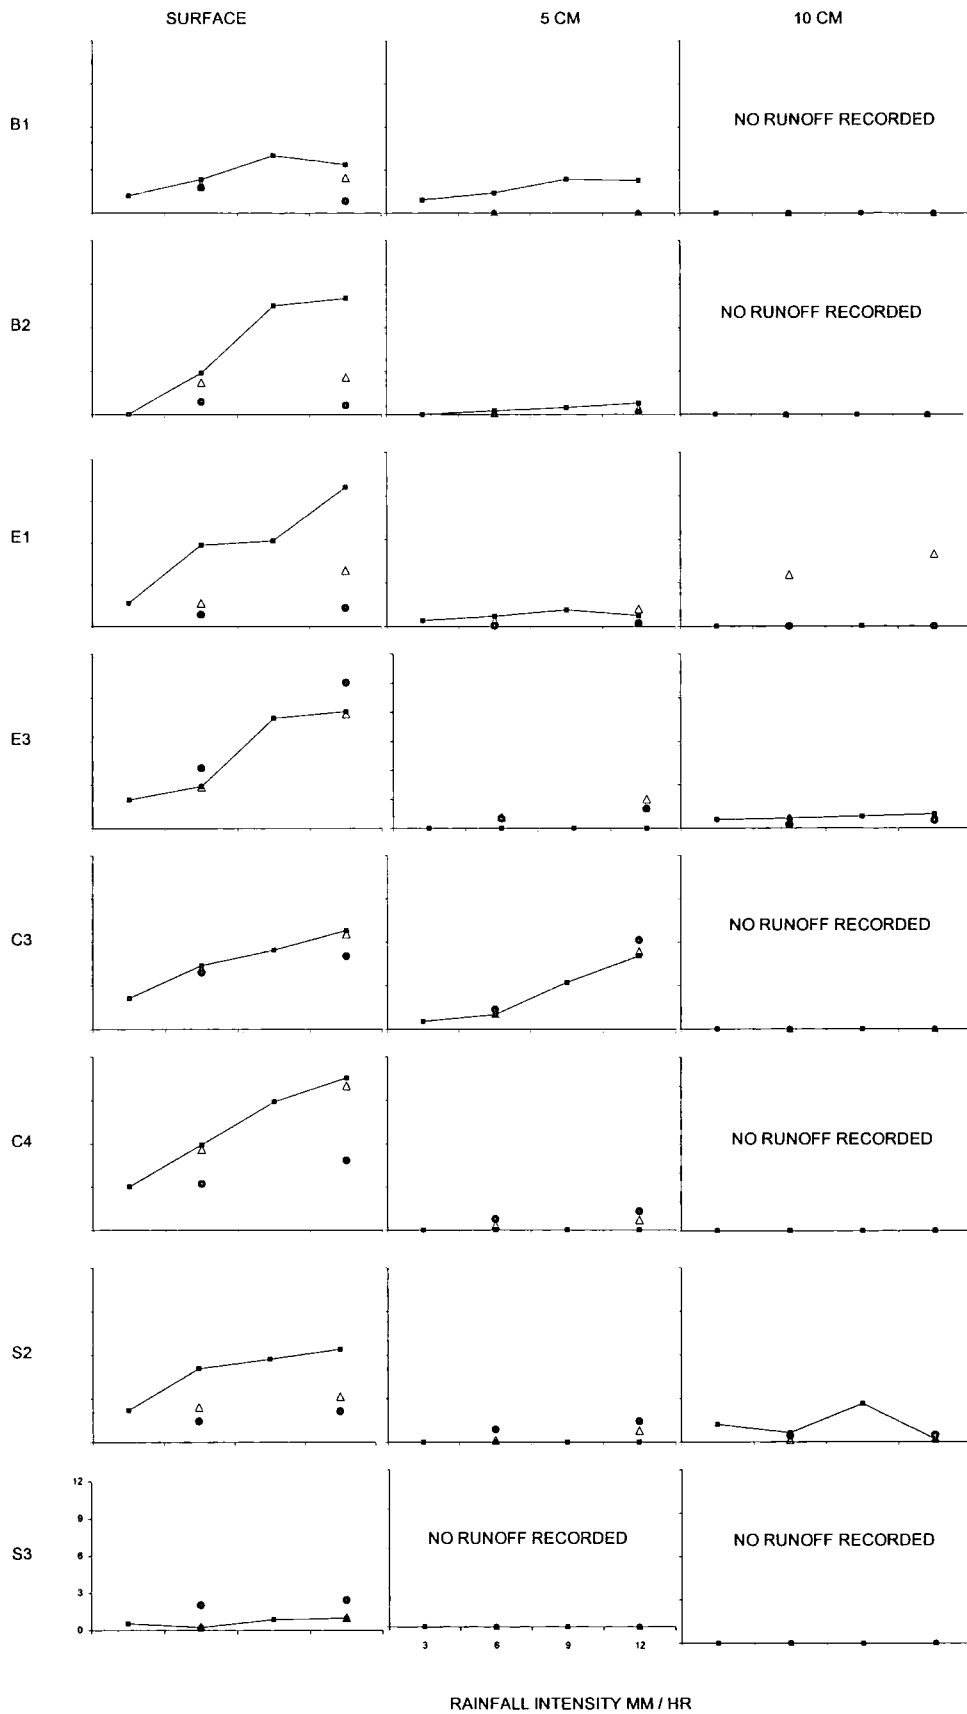 SURFACE 5 CM 10 CM
B1 NO RUNOFF RECORDED
B2 NO RUNOFF RECORDED
E1
E3
C3 NO RUNOFF RECORDED
C4 NO RUNOFF RECORDED
S2
12
9
6
3
0
S3 NO RUNOFF RECORDED NO RUNOFF RECORDED
3 6 9 12
RAINFALL INTENSITY MM / HR